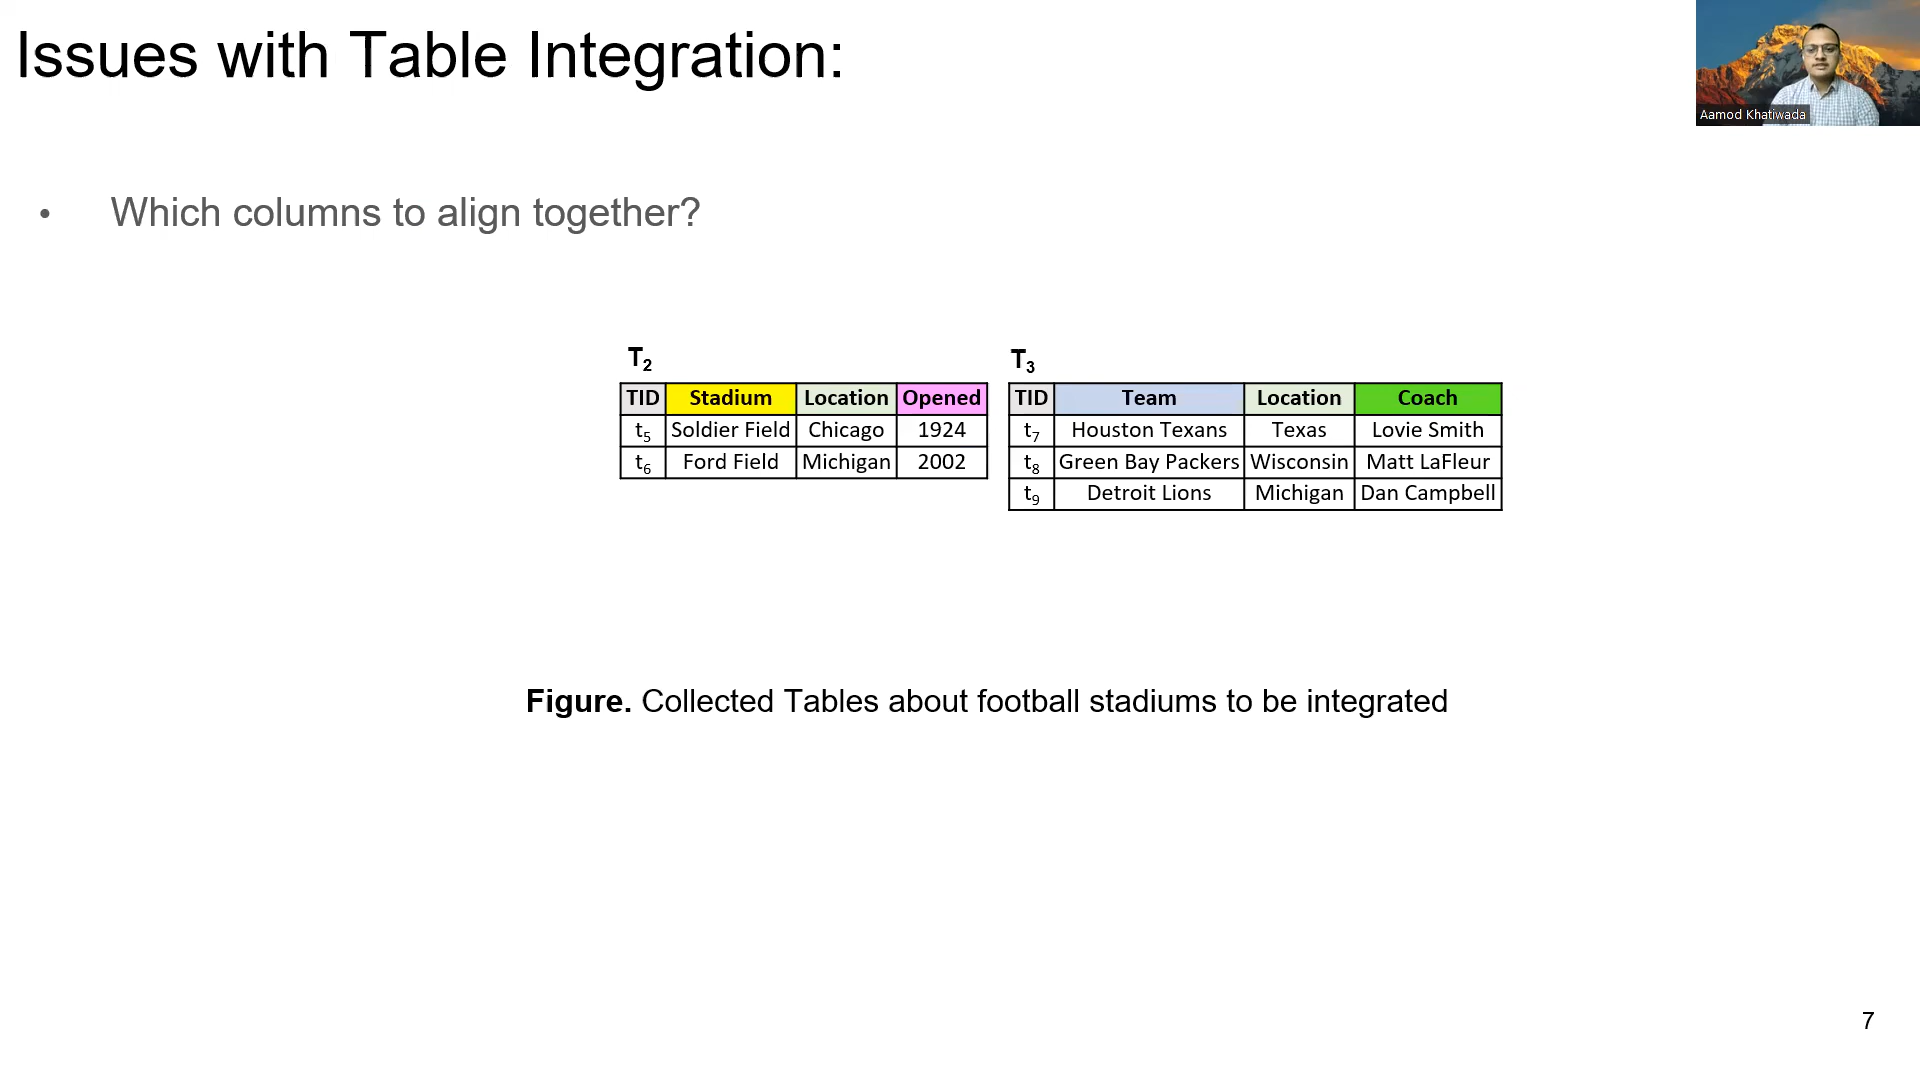 Issues with Table Integration:
Aamod Khatiwada
• Which columns to align together?
T2
TID Stadium Location Opened
t5 Soldier Field Chicago 1924
t6 Ford Field Michigan 2002
T3
TID Team Location Coach
t7 Houston Texans Texas Lovie Smith
t8 Green Bay Packers Wisconsin Matt LaFleur
t9 Detroit Lions Michigan Dan Campbell
Figure. Collected Tables about football stadiums to be integrated
7